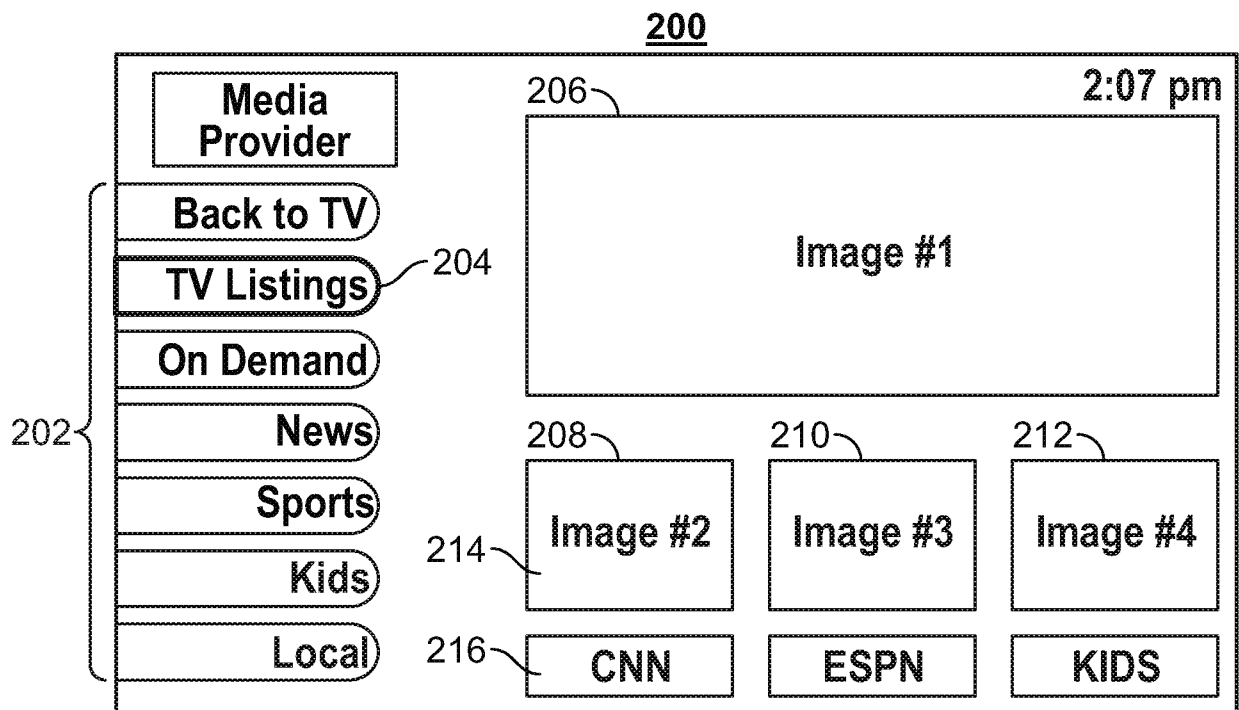 200
Media
Provider
2:07 pm
206
Back to TV
Image #1
TV Listings
204
On Demand
202
News
208
210
212
Sports
Image #2
Image #3
Image #4
214
Kids
Local
216
CNN
ESPN
KIDS